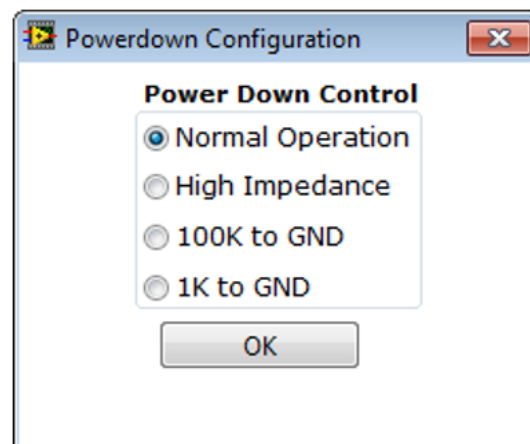 Powerdown Configuration
Power Down Control
Normal Operation
High Impedance
100K to GND
1K to GND
OK